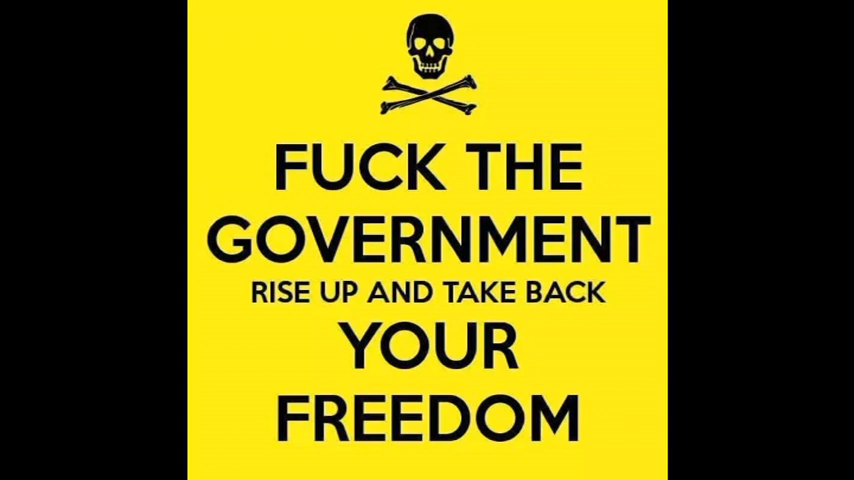 FUCK THE
GOVERNMENT
RISE UP AND TAKE BACK
YOUR
FREEDOM